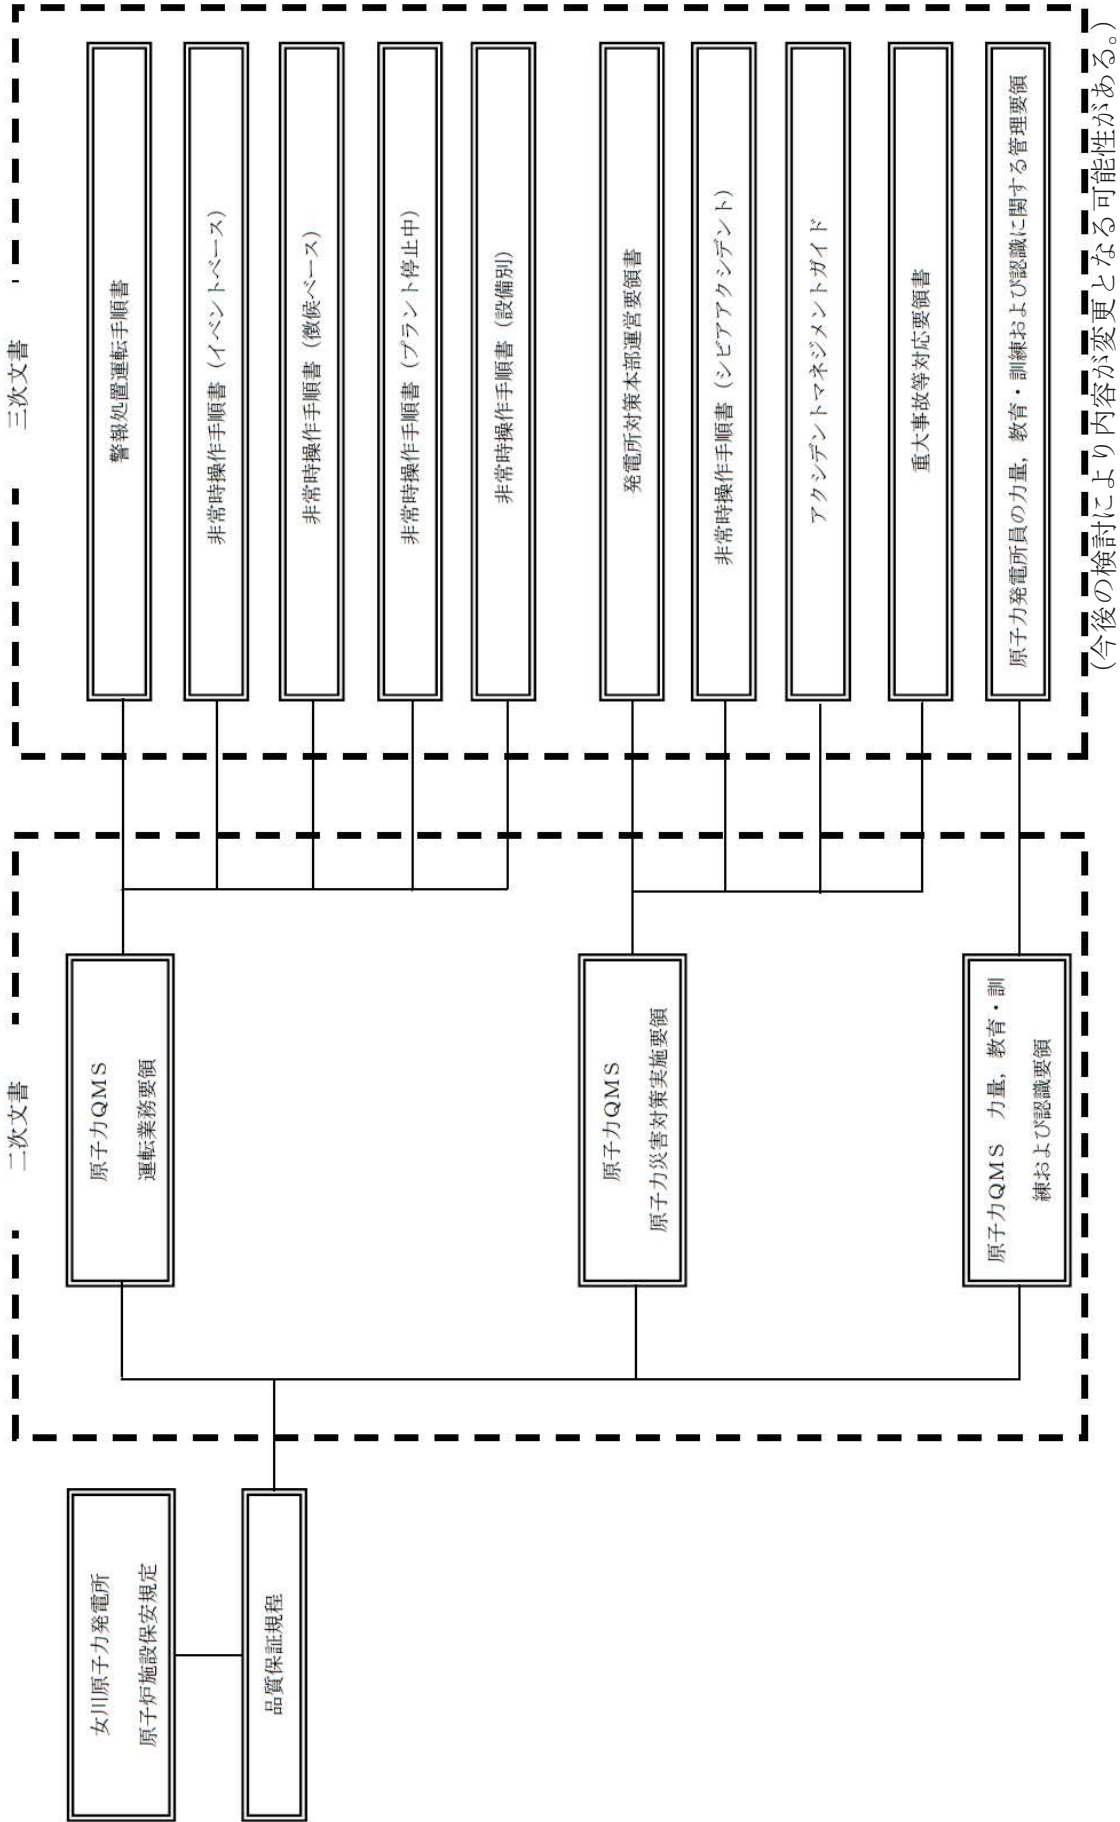 女川原子力発電所
原子炉施設保安規定
品質保証規程
二次文書
原子力QMS
運転業務要領
原子力QMS
原子力災害対策実施要領
原子力QMS 力量,教育・訓
練および認識要領
三次文書
警報処置運転手順書
非常時操作手順書(イベントベース)
非常時操作手順書(徴候ベース)
非常時操作手順書(プラント停止中)
非常時操作手順書(設備別)
発電所対策本部運営要領書
非常時操作手順書(シビアアクシデント)
アクシデントマネジメントガイド
重大事故等対応要領書
原子力発電所員の力量,教育・訓練および認識に関する管理要領
(今後の検討により内容が変更となる可能性がある。)